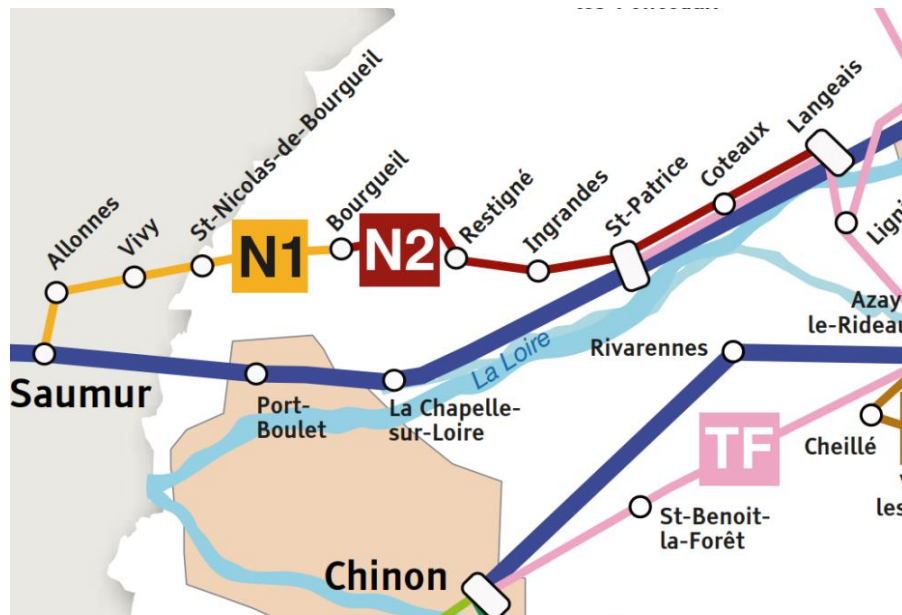 Langeais
Coteaux
St-Patrice
Ingrandes
Restigné
N2
Bourgueil
N1
St-Nicolas-de-Bourgueil
Vivy
Allonnes
Saumur
Port-
Boulet
La Chapelle-
sur-Loire
La Loire
Rivarennes
le-Rideau
TF
Cheillé
St-Benoit-
la-Forêt
Chinon